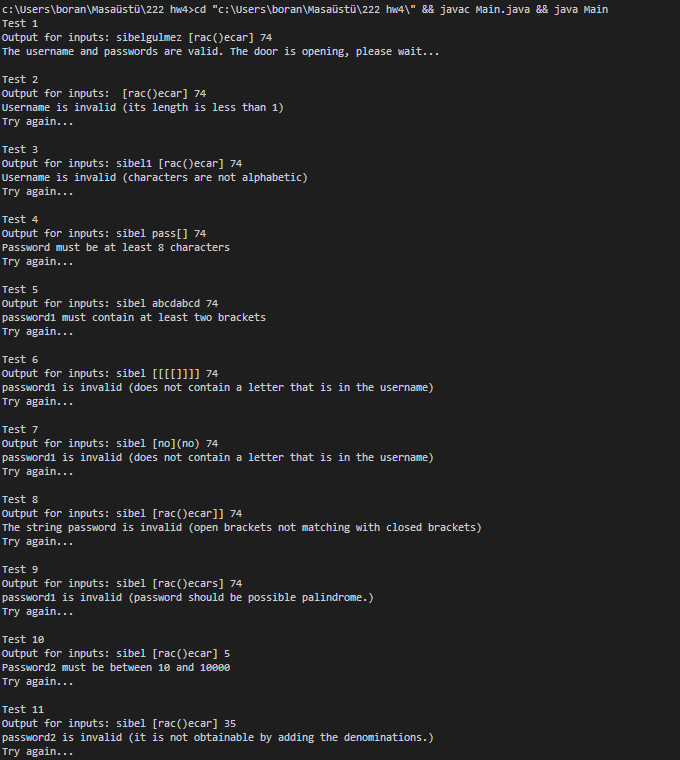 c:\Users\boran\Masaüstü\222 hw4>cd "c:\Users\boran\Masaüstü\222 hw4\" && javac Main.java && java Main
Test 1
Output for inputs: sibelgulmez [rac()ecar] 74
The username and passwords are valid. The door is opening, please wait...

Test 2
Output for inputs:  [rac()ecar] 74
Username is invalid (its length is less than 1)
Try again...

Test 3
Output for inputs: sibel1 [rac()ecar] 74
Username is invalid (characters are not alphabetic)
Try again...

Test 4
Output for inputs: sibel pass[] 74
Password must be at least 8 characters
Try again...

Test 5
Output for inputs: sibel abcdabcd 74
password1 must contain at least two brackets
Try again...

Test 6
Output for inputs: sibel [[[[]]]] 74
password1 is invalid (does not contain a letter that is in the username)
Try again...

Test 7
Output for inputs: sibel [no](no) 74
password1 is invalid (does not contain a letter that is in the username)
Try again...

Test 8
Output for inputs: sibel [rac()ecar]] 74
The string password is invalid (open brackets not matching with closed brackets)
Try again...

Test 9
Output for inputs: sibel [rac()ecars] 74
password1 is invalid (password should be possible palindrome.)
Try again...

Test 10
Output for inputs: sibel [rac()ecar] 5
Password2 must be between 10 and 10000
Try again...

Test 11
Output for inputs: sibel [rac()ecar] 35
password2 is invalid (it is not obtainable by adding the denominations.)
Try again...